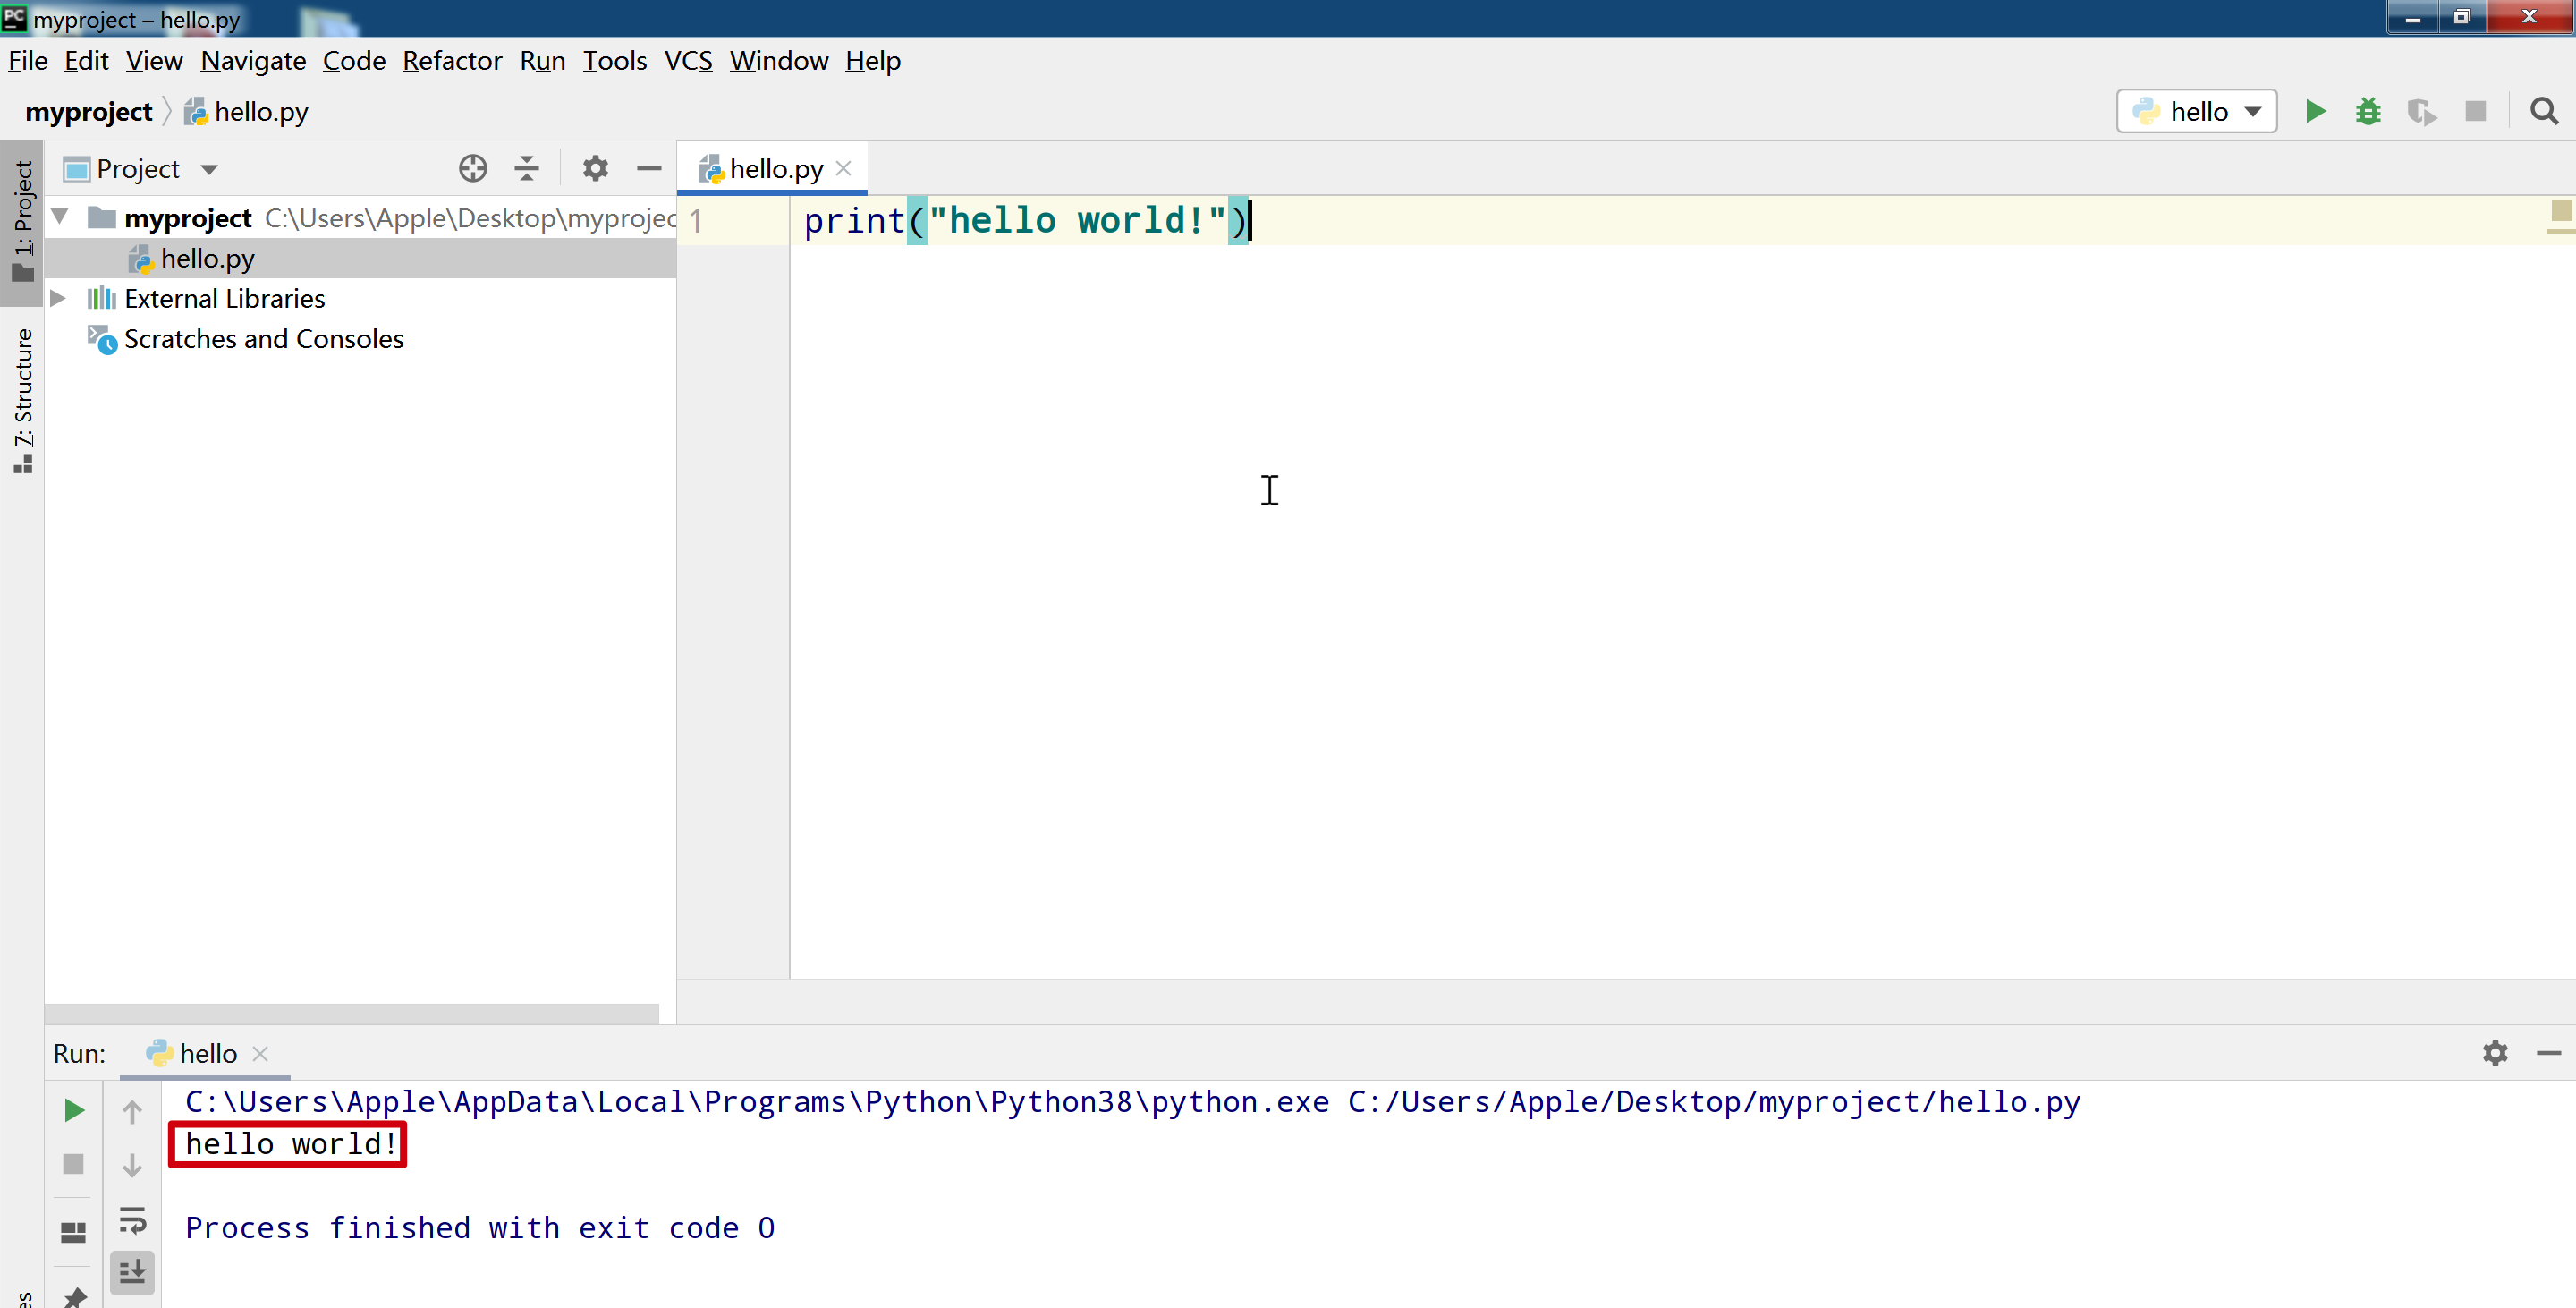 myproject – hello.py
File Edit View Navigate Code Refactor Run Tools VCS Window Help
myproject hello.py
hello
1: Project
7: Structure
Project
myproject C:\Users\Apple\Desktop\myprojec
hello.py
External Libraries
Scratches and Consoles
hello.py
1 print("hello world!")
Run: hello
C:\Users\Apple\AppData\Local\Programs\Python\Python38\python.exe C:/Users/Apple/Desktop/myproject/hello.py
hello world!
Process finished with exit code 0